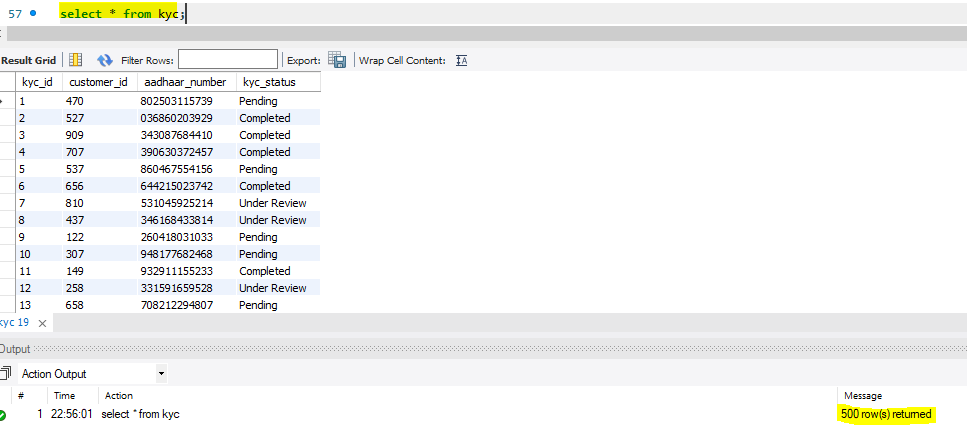 57 select * from kyc;
Result Grid Filter Rows: Export: Wrap Cell Content:
kyc_id customer_id aadhaar_number kyc_status
1 470 802503115739 Pending
2 527 036860203929 Completed
3 909 343087684410 Completed
4 707 390630372457 Completed
5 537 860467554156 Pending
6 656 644215023742 Completed
7 810 531045925214 Under Review
8 437 346168433814 Under Review
9 122 260418031033 Pending
10 307 948177682468 Pending
11 149 932911155233 Completed
12 258 331591659528 Under Review
13 658 708212294807 Pending
kyc 19
Output
Action Output
# Time Action Message
1 22:56:01 select * from kyc 500 row(s) returned